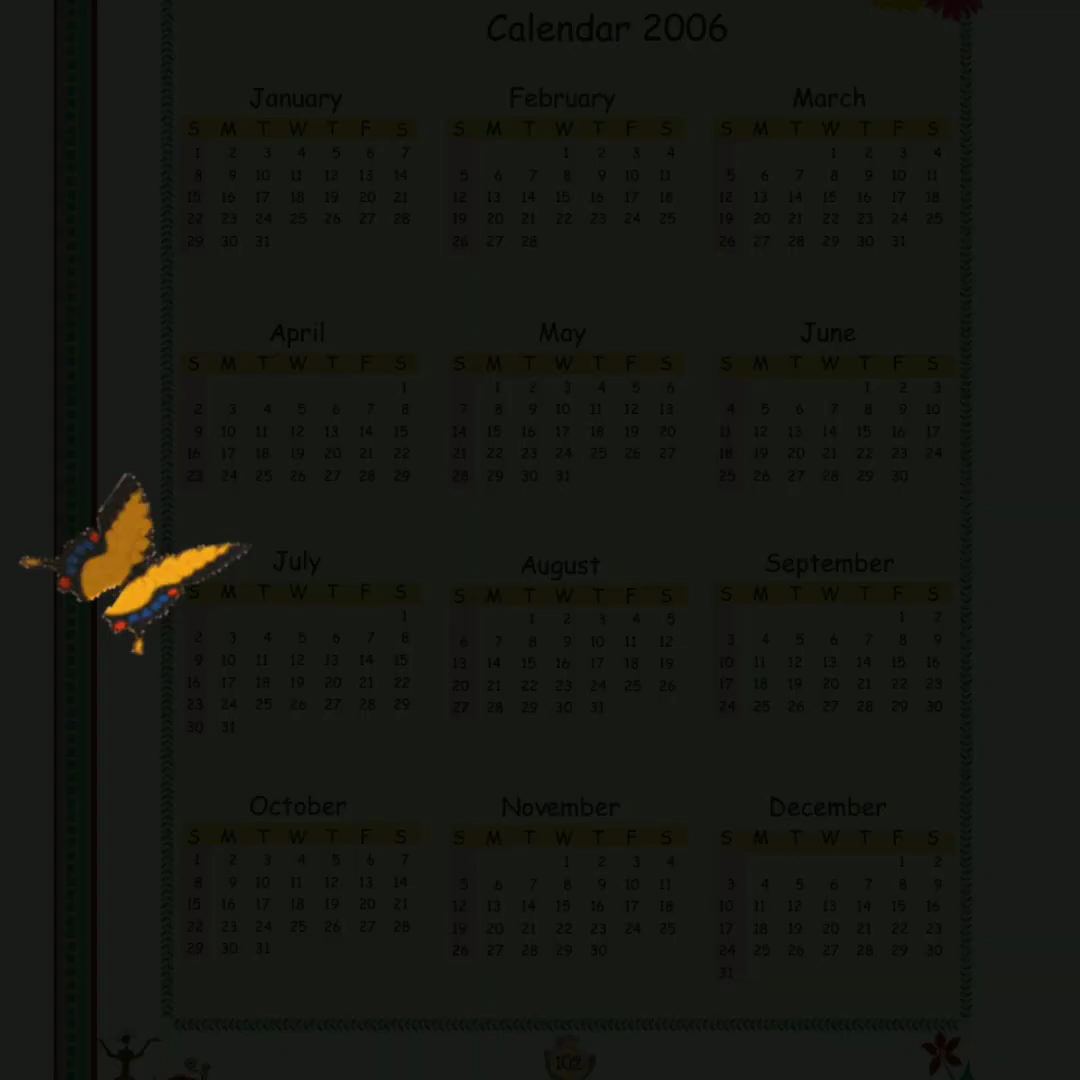 Calendar 2006
January February March
S M T W T F S S M T W T F S S M T W T F S
1 2 3 4 5 6 7 1 2 3 4 1 2 3 4
8 9 10 11 12 13 14 5 6 7 8 9 10 11 5 6 7 8 9 10 11
15 16 17 18 19 20 21 12 13 14 15 16 17 18 12 13 14 15 16 17 18
22 23 24 25 26 27 28 19 20 21 22 23 24 25 19 20 21 22 23 24 25
29 30 31 26 27 28 26 27 28 29 30 31
April May June
S M T W T F S S M T W T F S S M T W T F S
1 1 2 3 4 5 6 1 2 3
2 3 4 5 6 7 8 7 8 9 10 11 12 13 4 5 6 7 8 9 10
9 10 11 12 13 14 15 14 15 16 17 18 19 20 11 12 13 14 15 16 17
16 17 18 19 20 21 22 21 22 23 24 25 26 27 18 19 20 21 22 23 24
23 24 25 26 27 28 29 28 29 30 31 25 26 27 28 29 30
July August September
S M T W T F S S M T W T F S S M T W T F S
1 1 2 3 4 5 1 2
2 3 4 5 6 7 8 6 7 8 9 10 11 12 3 4 5 6 7 8 9
9 10 11 12 13 14 15 13 14 15 16 17 18 19 10 11 12 13 14 15 16
16 17 18 19 20 21 22 20 21 22 23 24 25 26 17 18 19 20 21 22 23
23 24 25 26 27 28 29 27 28 29 30 31 24 25 26 27 28 29 30
30 31
October November December
S M T W T F S S M T W T F S S M T W T F S
1 2 3 4 5 6 7 1 2 3 4 1 2
8 9 10 11 12 13 14 5 6 7 8 9 10 11 3 4 5 6 7 8 9
15 16 17 18 19 20 21 12 13 14 15 16 17 18 10 11 12 13 14 15 16
22 23 24 25 26 27 28 19 20 21 22 23 24 25 17 18 19 20 21 22 23
29 30 31 26 27 28 29 30 24 25 26 27 28 29 30
31
102